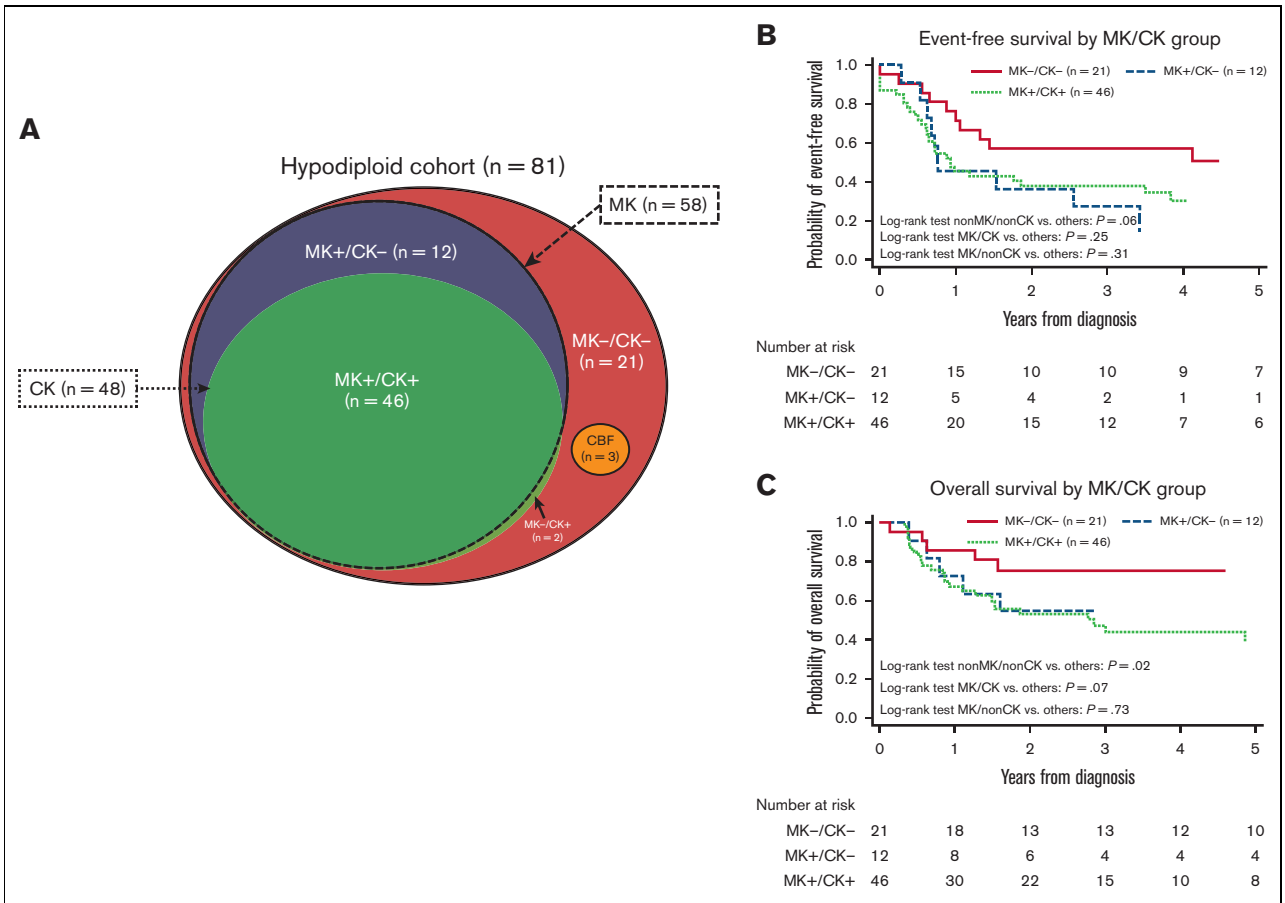 A
Hypodiploid cohort (n = 81)
MK (n = 58)
MK+/CK– (n = 12)
MK–/CK–
(n = 21)
CK (n = 48)
MK+/CK+
(n = 46)
CBF
(n = 3)
MK–/CK+
(n = 2)
B
Event-free survival by MK/CK group
MK–/CK– (n = 21)
MK+/CK– (n = 12)
MK+/CK+ (n = 46)
Probability of event-free survival
1.0
0.8
0.6
0.4
0.2
0.0
Log-rank test nonMK/nonCK vs. others: P = .06
Log-rank test MK/CK vs. others: P = .25
Log-rank test MK/nonCK vs. others: P = .31
0 1 2 3 4 5
Years from diagnosis
Number at risk
MK–/CK– 21 15 10 10 9 7
MK+/CK– 12 5 4 2 1 1
MK+/CK+ 46 20 15 12 7 6
C
Overall survival by MK/CK group
MK–/CK– (n = 21)
MK+/CK– (n = 12)
MK+/CK+ (n = 46)
Probability of overall survival
1.0
0.8
0.6
0.4
0.2
0.0
Log-rank test nonMK/nonCK vs. others: P = .02
Log-rank test MK/CK vs. others: P = .07
Log-rank test MK/nonCK vs. others: P = .73
0 1 2 3 4 5
Years from diagnosis
Number at risk
MK–/CK– 21 18 13 13 12 10
MK+/CK– 12 8 6 4 4 4
MK+/CK+ 46 30 22 15 10 8